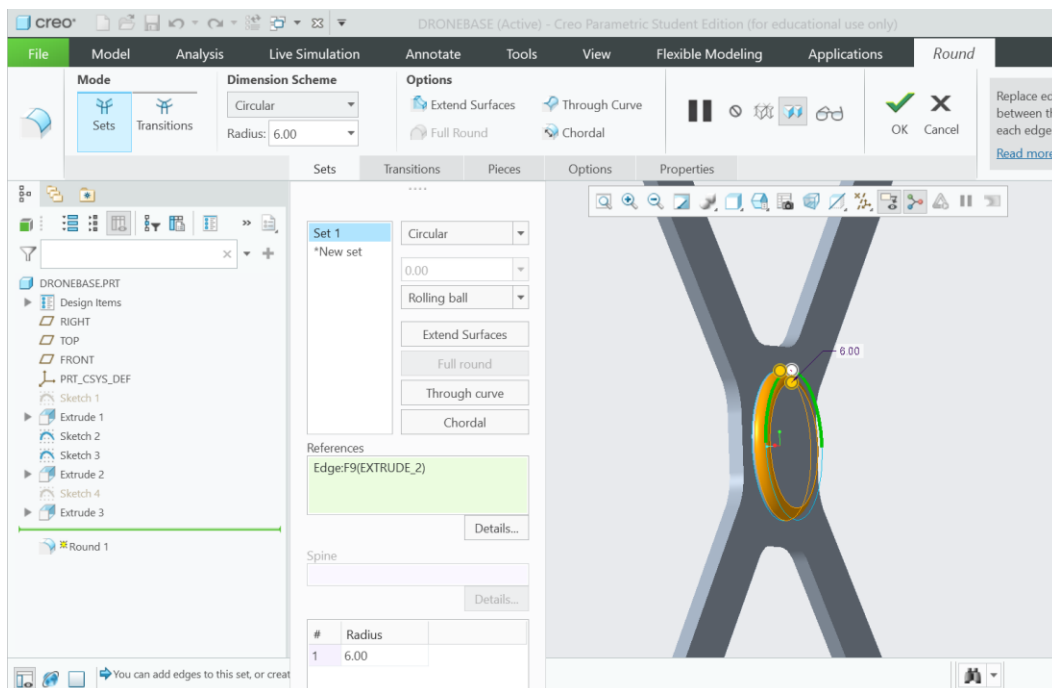 creo®
DRONEBASE (Active) - Creo Parametric Student Edition (for educational use only)
File Model Analysis Live Simulation Annotate Tools View Flexible Modeling Applications Round
Mode
Sets
Transitions
Dimension Scheme
Circular
Radius: 6.00
Options
Extend Surfaces
Through Curve
Full Round
Chordal
OK
Cancel
Replace ed
between th
each edge
Read more
Sets Transitions Pieces Options Properties
DRONEBASE.PRT
Design Items
RIGHT
TOP
FRONT
PRT_CSYS_DEF
Sketch 1
Extrude 1
Sketch 2
Sketch 3
Extrude 2
Sketch 4
Extrude 3
Round 1
Set 1
*New set
Circular
0.00
Rolling ball
Extend Surfaces
Full round
Through curve
Chordal
References
Edge:F9(EXTRUDE_2)
Details...
Spine
Details...
# Radius
1 6.00
6.00
You can add edges to this set, or creat